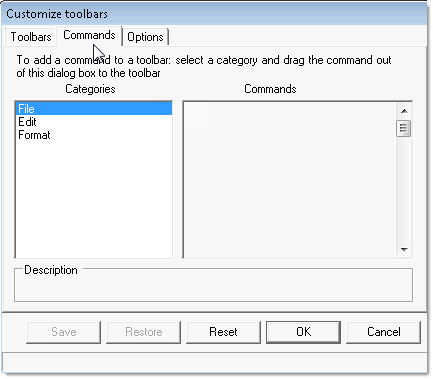 Customize toolbars
Toolbars Commands Options
To add a command to a toolbar: select a category and drag the command out
of this dialog box to the toolbar
Categories Commands
File
Edit
Format
Description
Save Restore Reset OK Cancel